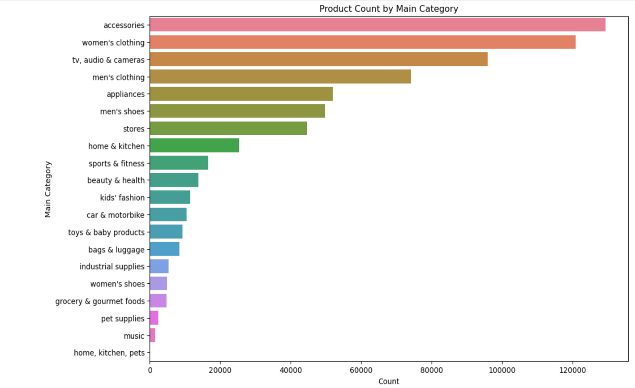 Product Count by Main Category
accessories
women's clothing
tv, audio & cameras
men's clothing
appliances
men's shoes
stores
home & kitchen
sports & fitness
beauty & health
kids' fashion
car & motorbike
toys & baby products
bags & luggage
industrial supplies
women's shoes
grocery & gourmet foods
pet supplies
music
home, kitchen, pets
Main Category
0 20000 40000 60000 80000 100000 120000
Count